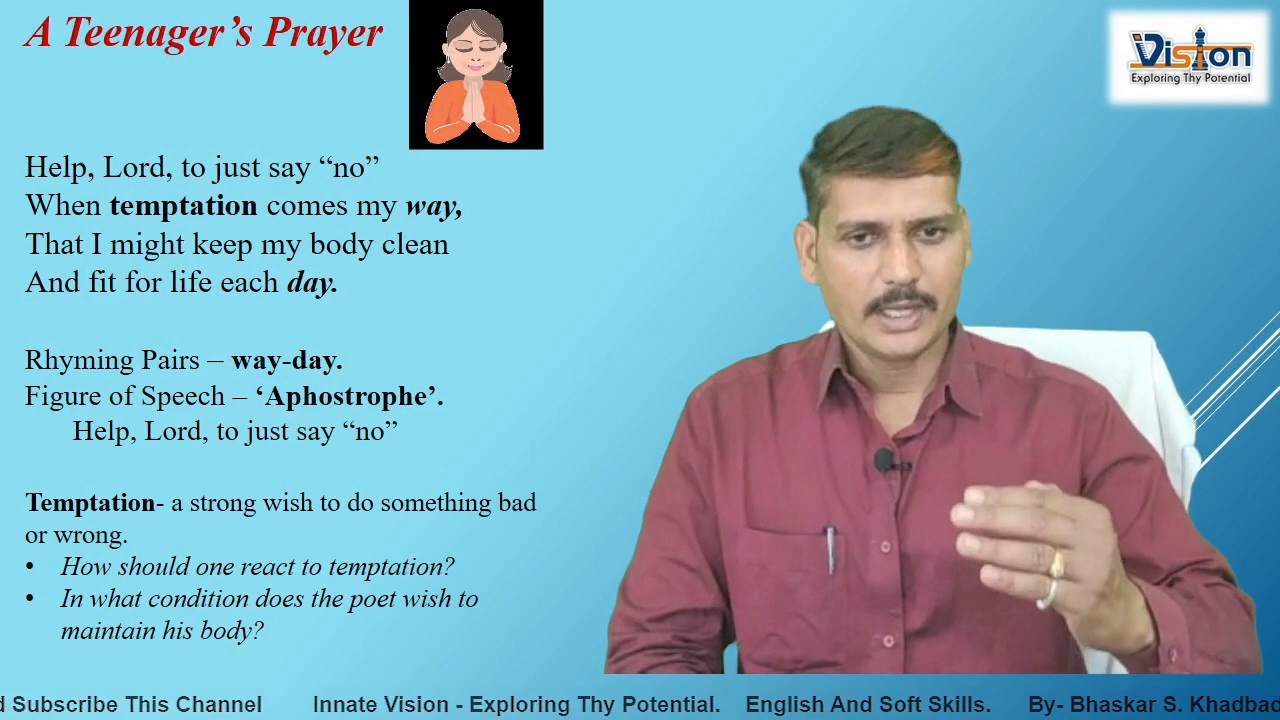 A Teenager's Prayer
Vision
Exploring Thy Potential
Help, Lord, to just say “no”
When temptation comes my way,
That I might keep my body clean
And fit for life each day.
Rhyming Pairs – way-day.
Figure of Speech – ‘Aphostrophe’.
Help, Lord, to just say “no”
Temptation- a strong wish to do something bad
or wrong.
• How should one react to temptation?
• In what condition does the poet wish to
maintain his body?
d Subscribe This Channel Innate Vision - Exploring Thy Potential. English And Soft Skills. By- Bhaskar S. Khadbad